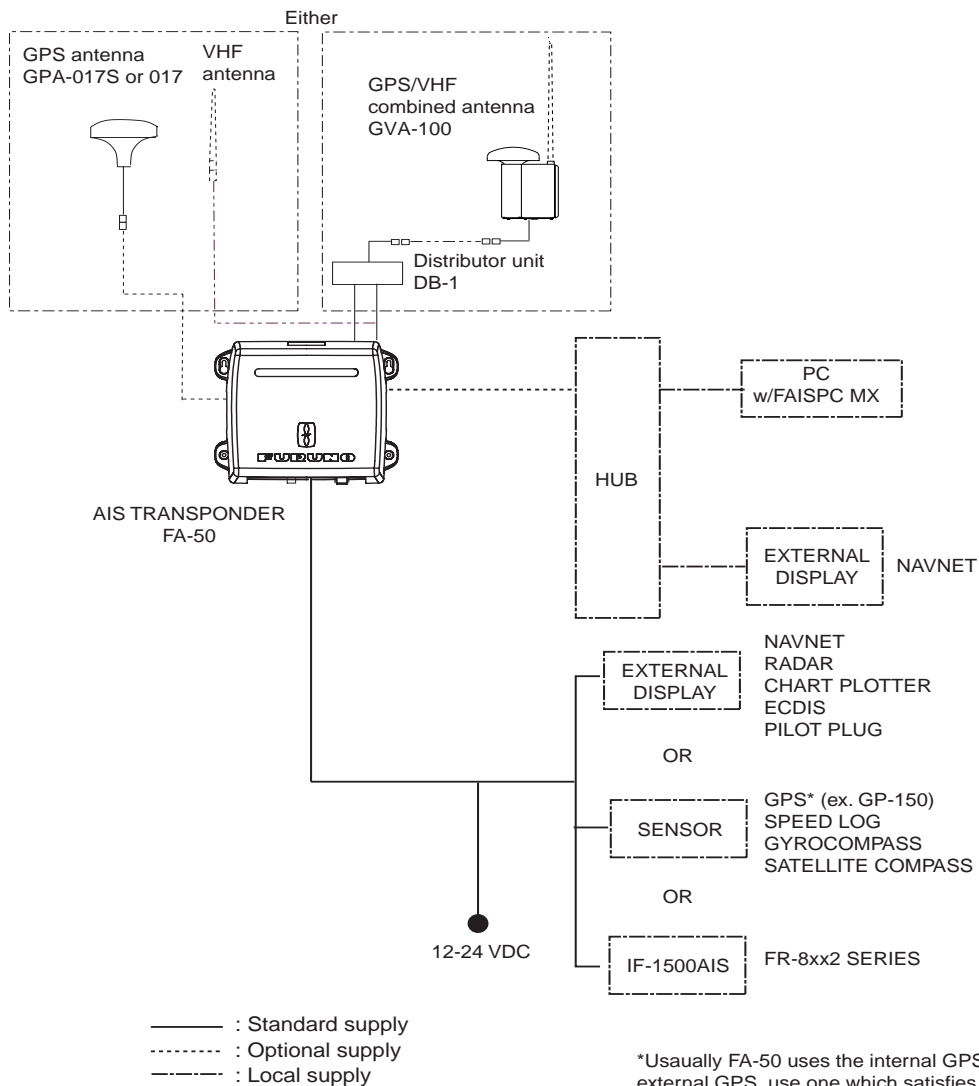 Either
GPS antenna
GPA-017S or 017
VHF
antenna
GPS/VHF
combined antenna
GVA-100
Distributor unit
DB-1
FURUNO
AIS TRANSPONDER
FA-50
HUB
PC
w/FAISPC MX
EXTERNAL
DISPLAY
NAVNET
EXTERNAL
DISPLAY
NAVNET
RADAR
CHART PLOTTER
ECDIS
PILOT PLUG
OR
SENSOR
GPS* (ex. GP-150)
SPEED LOG
GYROCOMPASS
SATELLITE COMPASS
OR
IF-1500AIS
FR-8xx2 SERIES
12-24 VDC
: Standard supply
: Optional supply
: Local supply
*Usaually FA-50 uses the internal GPS
external GPS, use one which satisfies